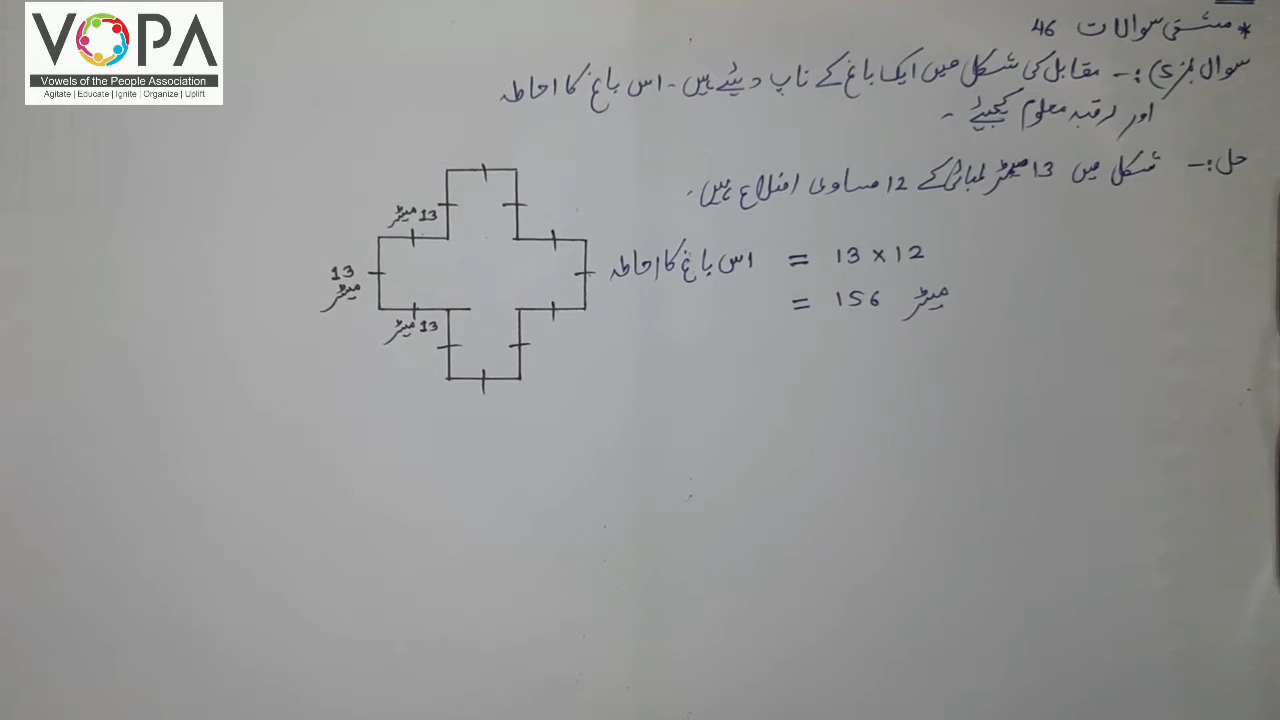 VOPA
Vowels of the People Association
Agitate | Educate | Ignite | Organize | Uplift
* مشقی سوالات 46
سوال نمبر 5) :- مقابل کی شکل میں ایک باغ کے ناپ دیئے ہیں ۔ اس باغ کا احاطہ
اور رقبہ معلوم کیجیئے ۔
حل :- شکل میں 13 میٹر لمبائی کے 12 مساوی اضلاع ہیں ۔
13 میٹر
13
میٹر
13 میٹر
اس باغ کا احاطہ = 13 x 12
= 156 میٹر